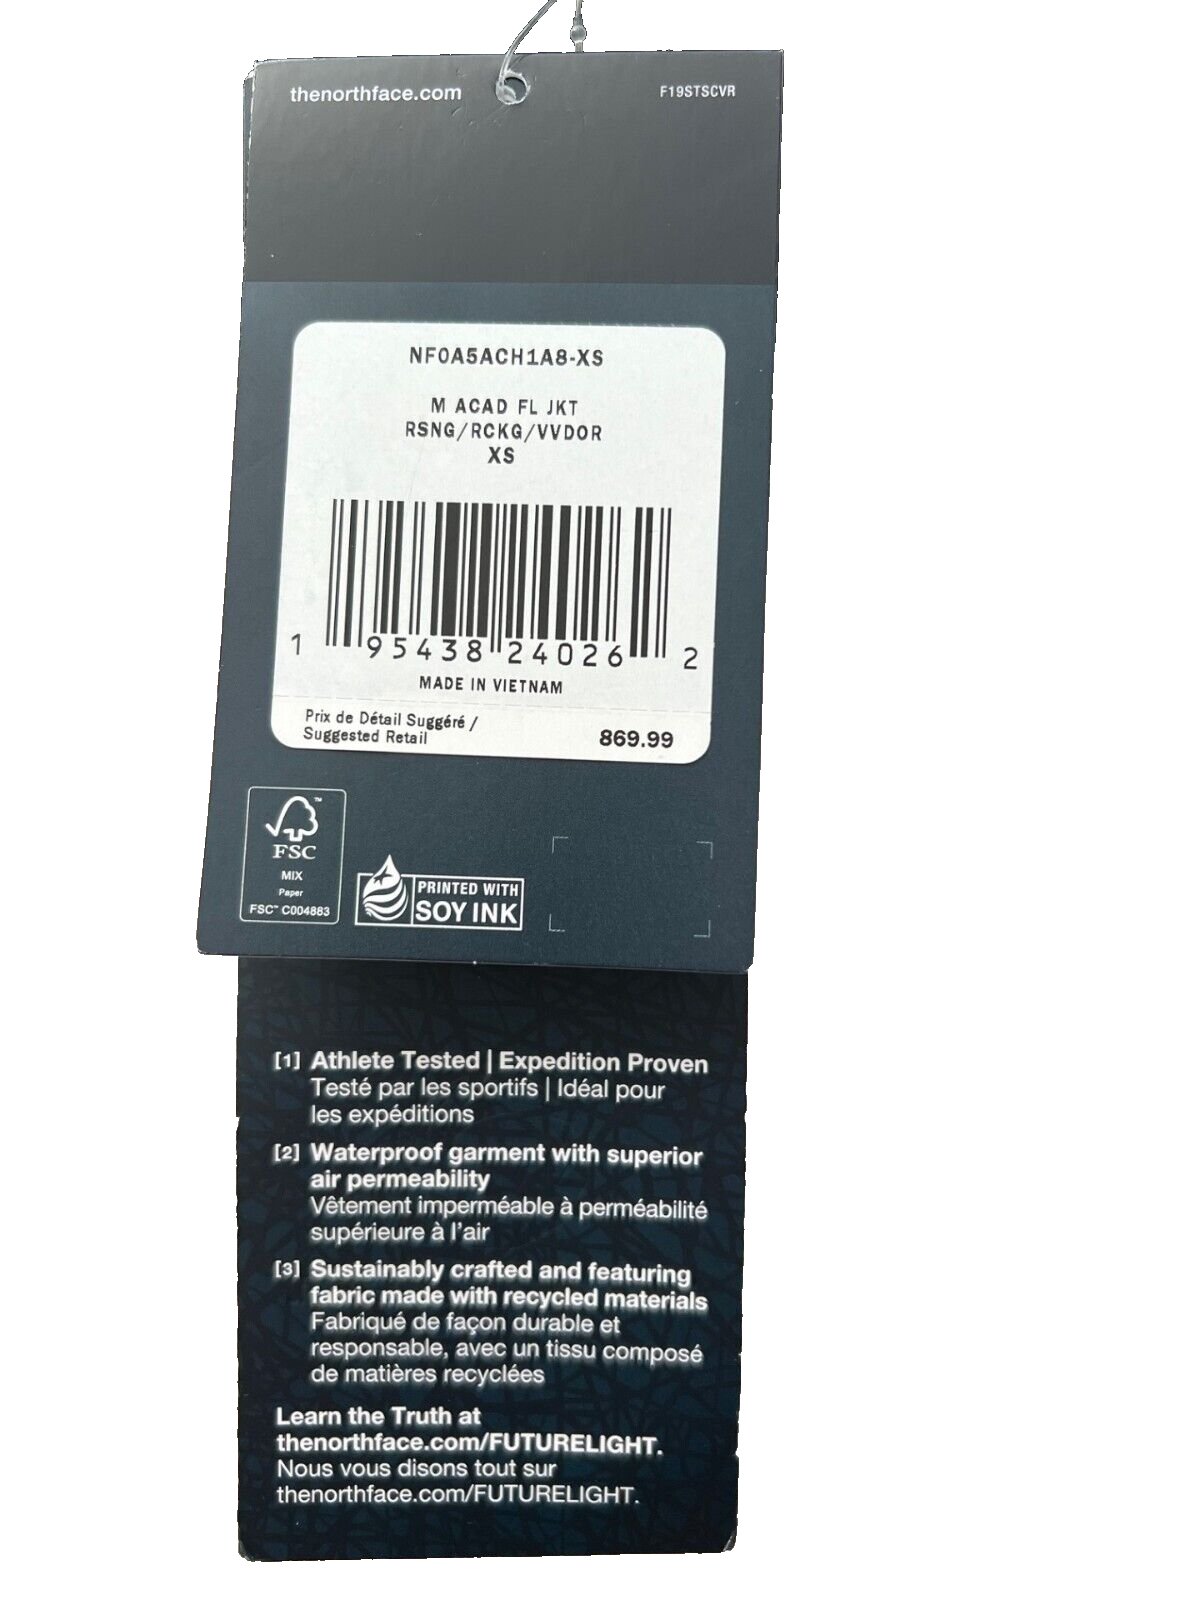 thenorthface.com
F19STSCVR
NF0A5ACH1A8-XS
M ACAD FL JKT
RSNG/RCKG/VVDOR
XS
1 95438 24026 2
MADE IN VIETNAM
Prix de Détail Suggéré /
Suggested Retail
869.99
FSC
MIX
Paper
FSC™ C004883
PRINTED WITH
SOY INK
[1] Athlete Tested | Expedition Proven
Testé par les sportifs | Idéal pour
les expéditions
[2] Waterproof garment with superior
air permeability
Vêtement imperméable à perméabilité
supérieure à l'air
[3] Sustainably crafted and featuring
fabric made with recycled materials
Fabriqué de façon durable et
responsable, avec un tissu composé
de matières recyclées
Learn the Truth at
thenorthface.com/FUTURELIGHT.
Nous vous disons tout sur
thenorthface.com/FUTURELIGHT.